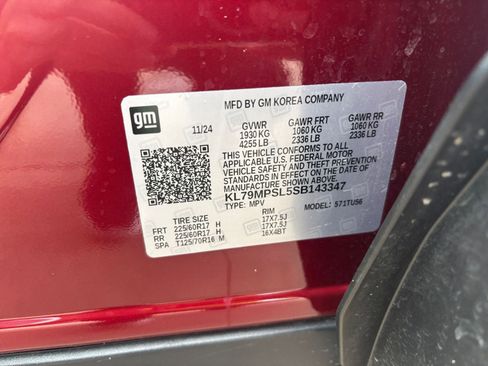 MFD BY GM KOREA COMPANY
gm
11/24 GVWR GAWR FRT GAWR RR
1930 KG 1060 KG 1060 KG
4255 LB 2336 LB 2336 LB
THIS VEHICLE CONFORMS TO ALL
APPLICABLE U.S. FEDERAL MOTOR
VEHICLE SAFETY AND THEFT PREVENTION
STANDARDS IN EFFECT ON THE DATE OF
MANUFACTURE SHOWN ABOVE.
KL79MPSL5SB143347
TYPE: MPV MODEL: 571TU56
TIRE SIZE RIM
FRT 225/60R17 H 17X7.5J
RR 225/60R17 H 17X7.5J
SPA T125/70R16 M 16X4BT